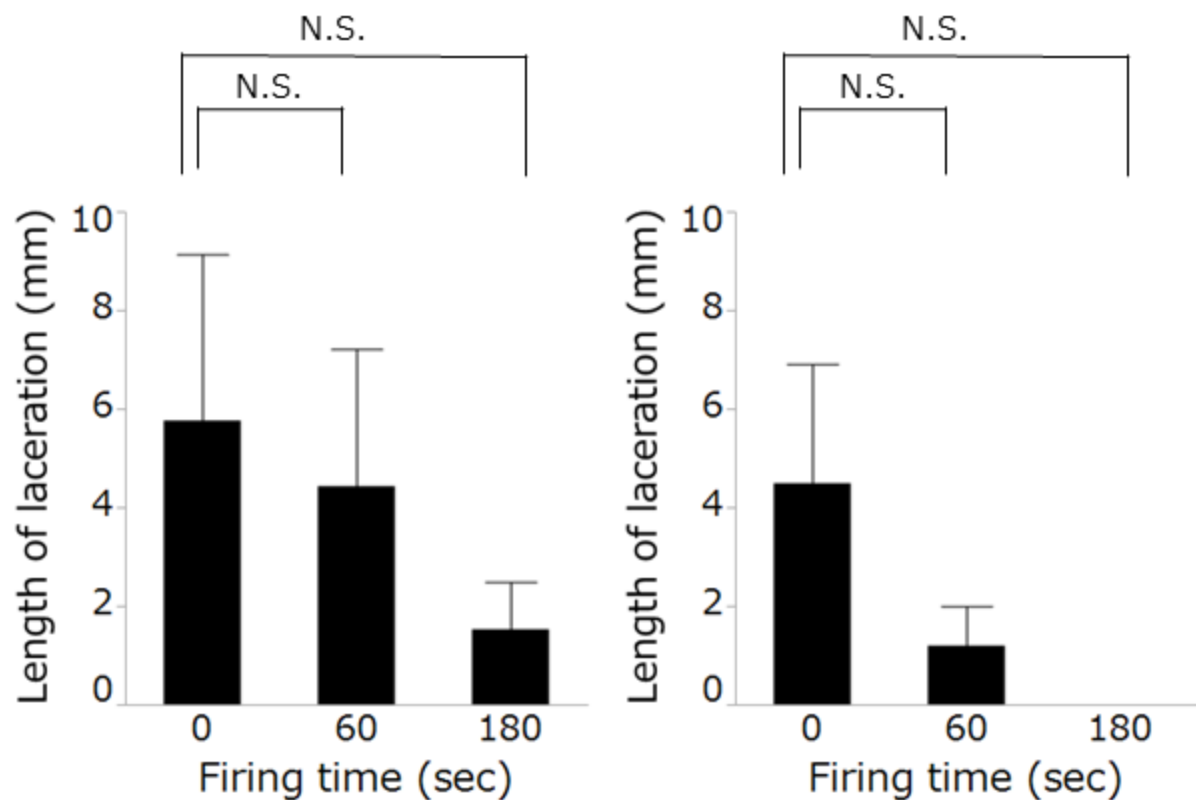 N.S.
N.S.
Length of laceration (mm)
10
8
6
4
2
0
0 60 180
Firing time (sec)
N.S.
N.S.
Length of laceration (mm)
10
8
6
4
2
0
0 60 180
Firing time (sec)